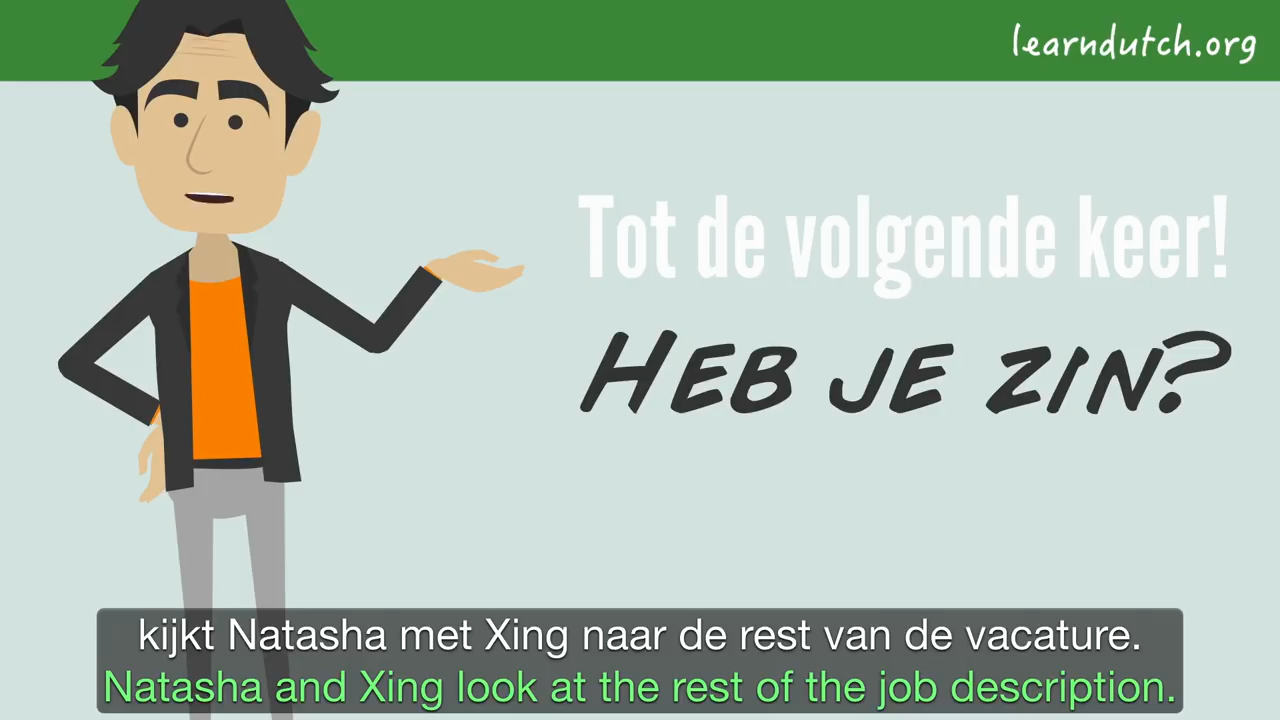 learndutch.org
Tot de volgende keer!
HEB JE ZIN?
kijkt Natasha met Xing naar de rest van de vacature.
Natasha and Xing look at the rest of the job description.